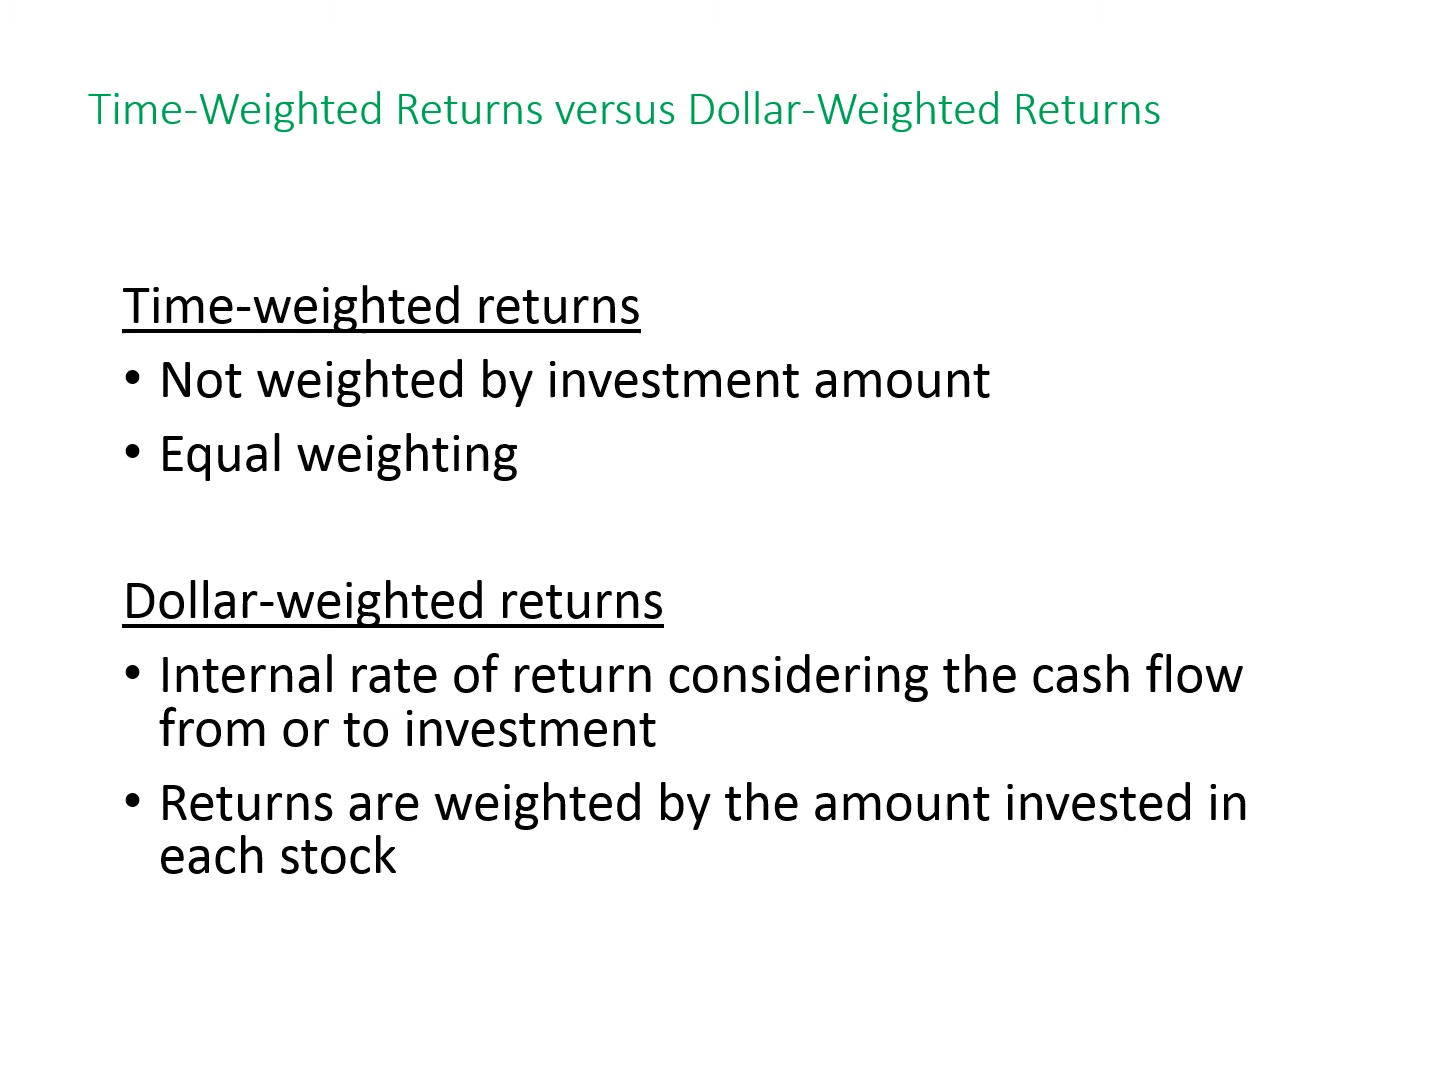 Time-Weighted Returns versus Dollar-Weighted Returns
Time-weighted returns
• Not weighted by investment amount
• Equal weighting
Dollar-weighted returns
• Internal rate of return considering the cash flow
from or to investment
• Returns are weighted by the amount invested in
each stock